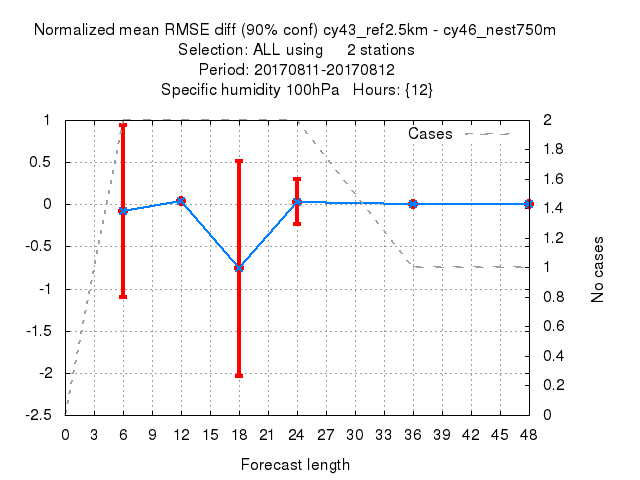 Normalized mean RMSE diff (90% conf) cy43_ref2.5km - cy46_nest750m
Selection: ALL using 2 stations
Period: 20170811-20170812
Specific humidity 100hPa Hours: {12}
Cases
1
0.5
0
-0.5
-1
-1.5
-2
-2.5
2
1.8
1.6
1.4
1.2
1
0.8
0.6
0.4
0.2
0
No cases
0 3 6 9 12 15 18 21 24 27 30 33 36 39 42 45 48
Forecast length